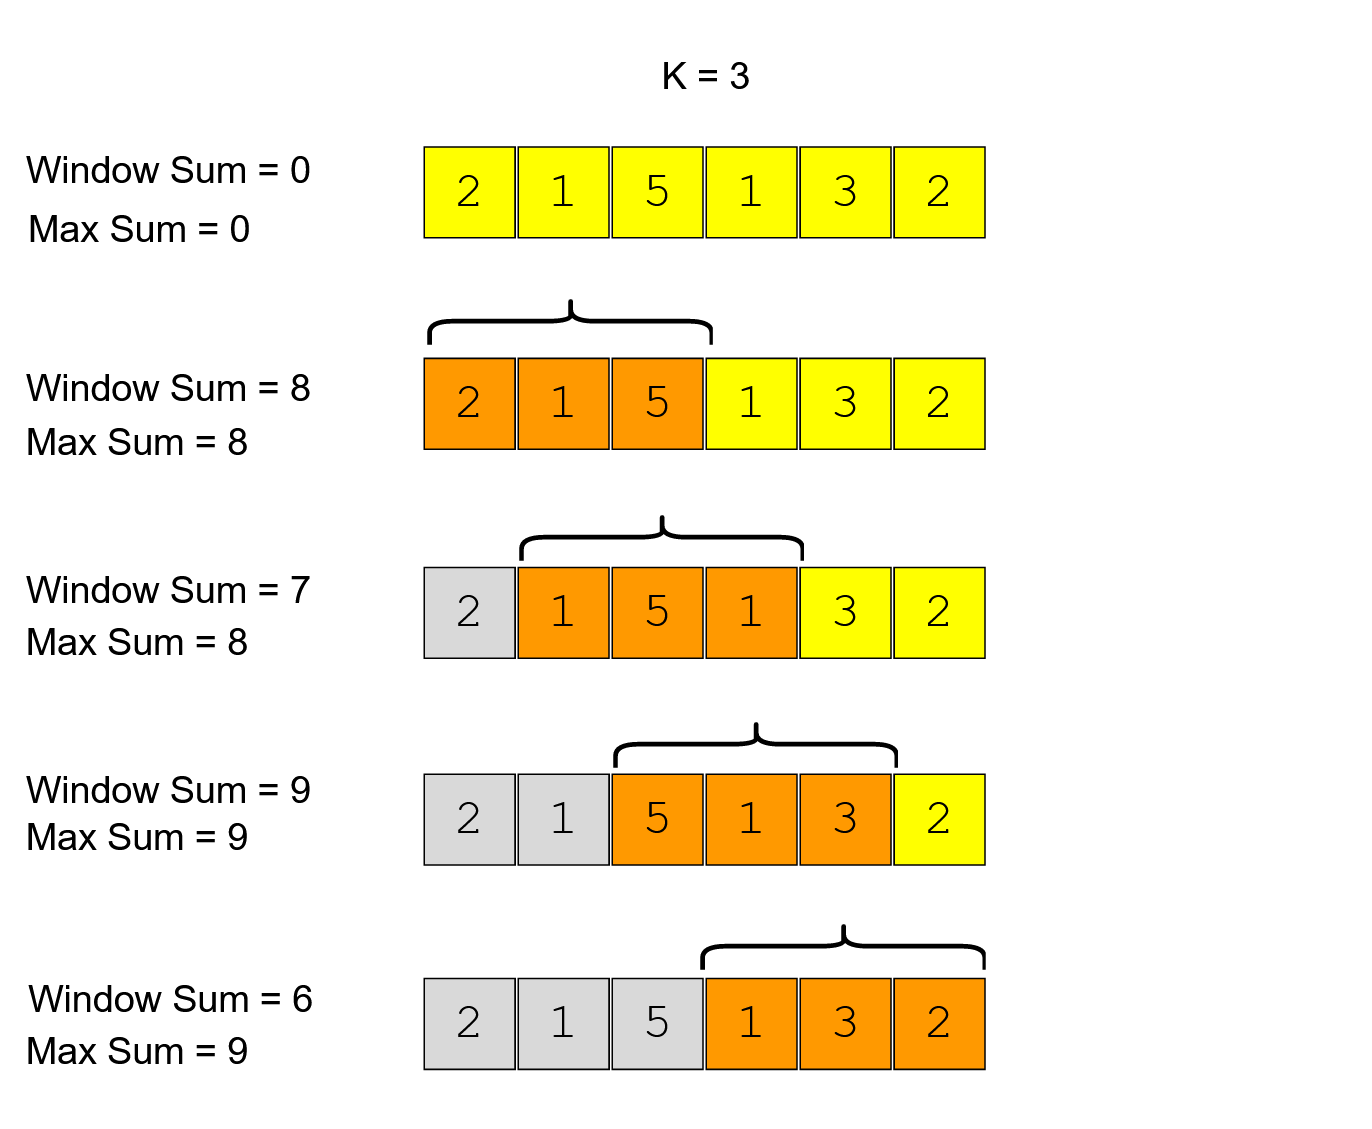 K = 3
Window Sum = 0
Max Sum = 0
2 1 5 1 3 2
Window Sum = 8
Max Sum = 8
2 1 5 1 3 2
Window Sum = 7
Max Sum = 8
2 1 5 1 3 2
Window Sum = 9
Max Sum = 9
2 1 5 1 3 2
Window Sum = 6
Max Sum = 9
2 1 5 1 3 2